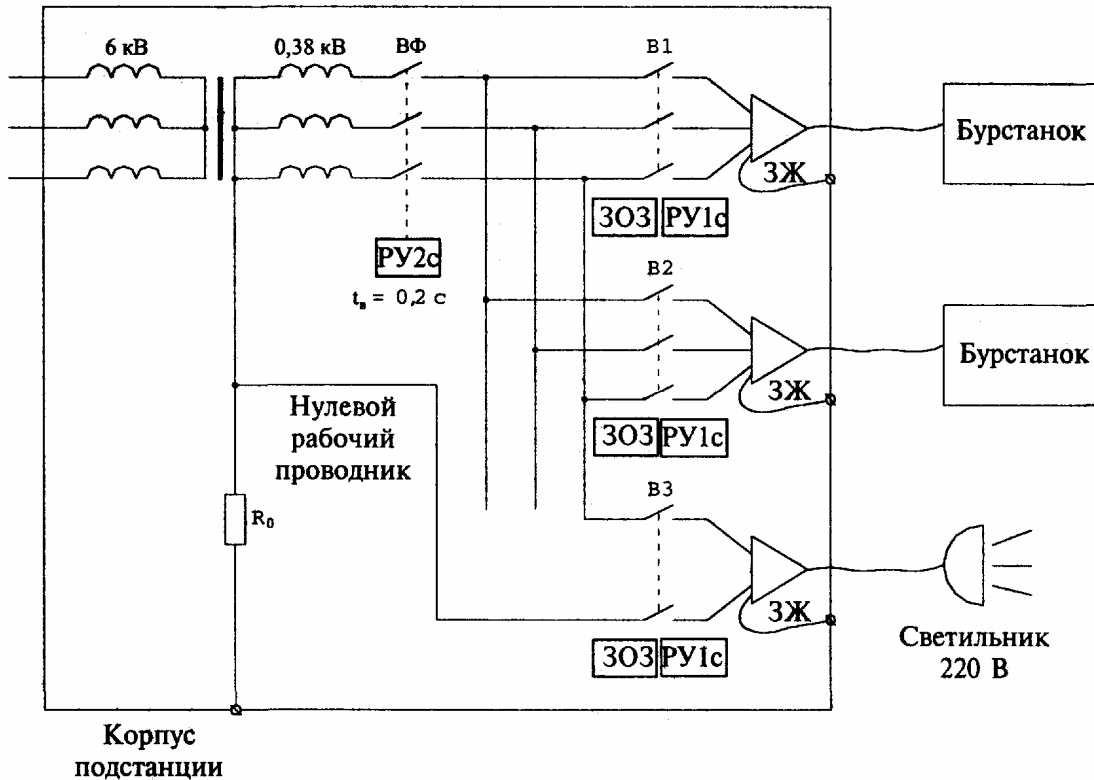 6 кВ
0,38 кВ
ВФ
В1
Бурстанок
ЗЖ
ЗОЗ РУ1с
РУ2с
tв = 0,2 с
В2
Бурстанок
ЗЖ
ЗОЗ РУ1с
Нулевой
рабочий
проводник
В3
R0
ЗЖ
ЗОЗ РУ1с
Светильник
220 В
Корпус
подстанции